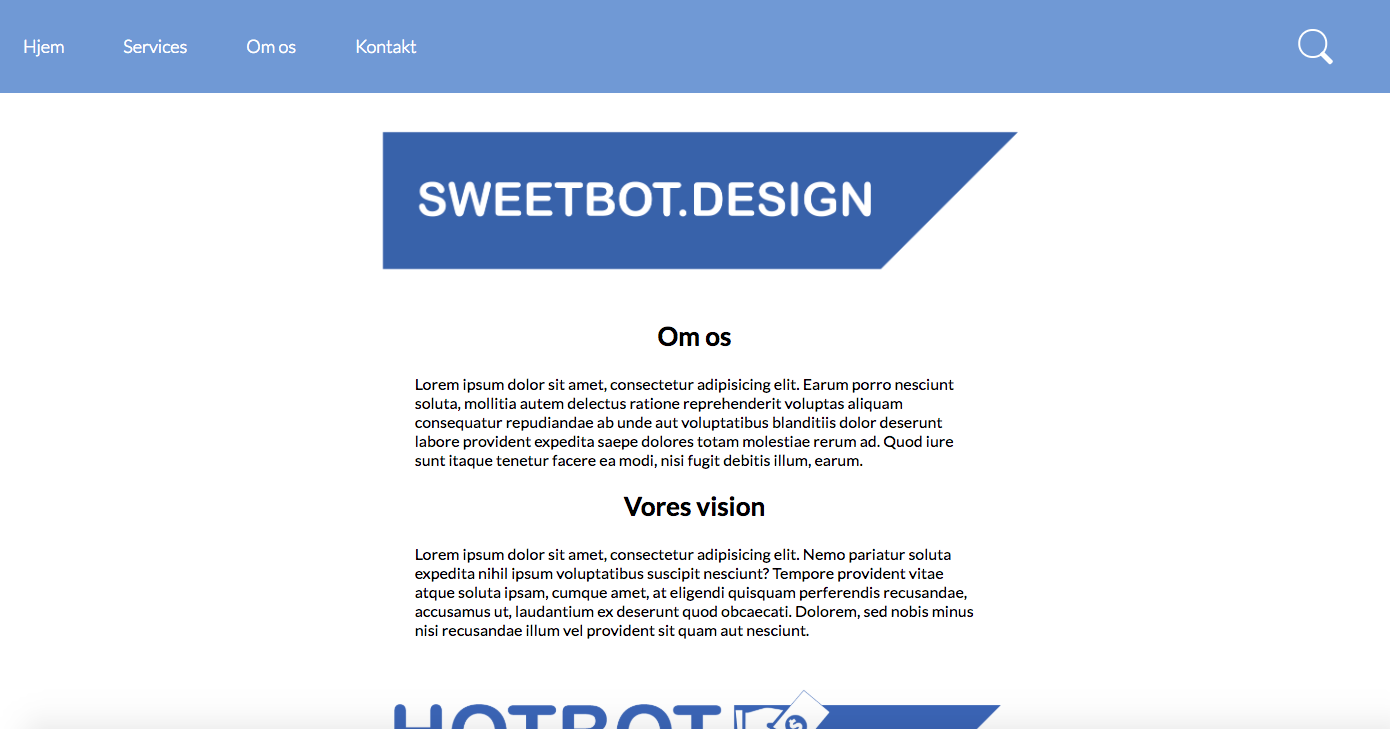 Hjem Services Om os Kontakt
SWEETBOT.DESIGN
Om os
Lorem ipsum dolor sit amet, consectetur adipisicing elit. Earum porro nesciunt
soluta, mollitia autem delectus ratione reprehenderit voluptas aliquam
consequatur repudiandae ab unde aut voluptatibus blanditiis dolor deserunt
labore provident expedita saepe dolores totam molestiae rerum ad. Quod iure
sunt itaque tenetur facere ea modi, nisi fugit debitis illum, earum.
Vores vision
Lorem ipsum dolor sit amet, consectetur adipisicing elit. Nemo pariatur soluta
expedita nihil ipsum voluptatibus suscipit nesciunt? Tempore provident vitae
atque soluta ipsam, cumque amet, at eligendi quisquam perferendis recusandae,
accusamus ut, laudantium ex deserunt quod obcaecati. Dolorem, sed nobis minus
nisi recusandae illum vel provident sit quam aut nesciunt.
HOTBOT